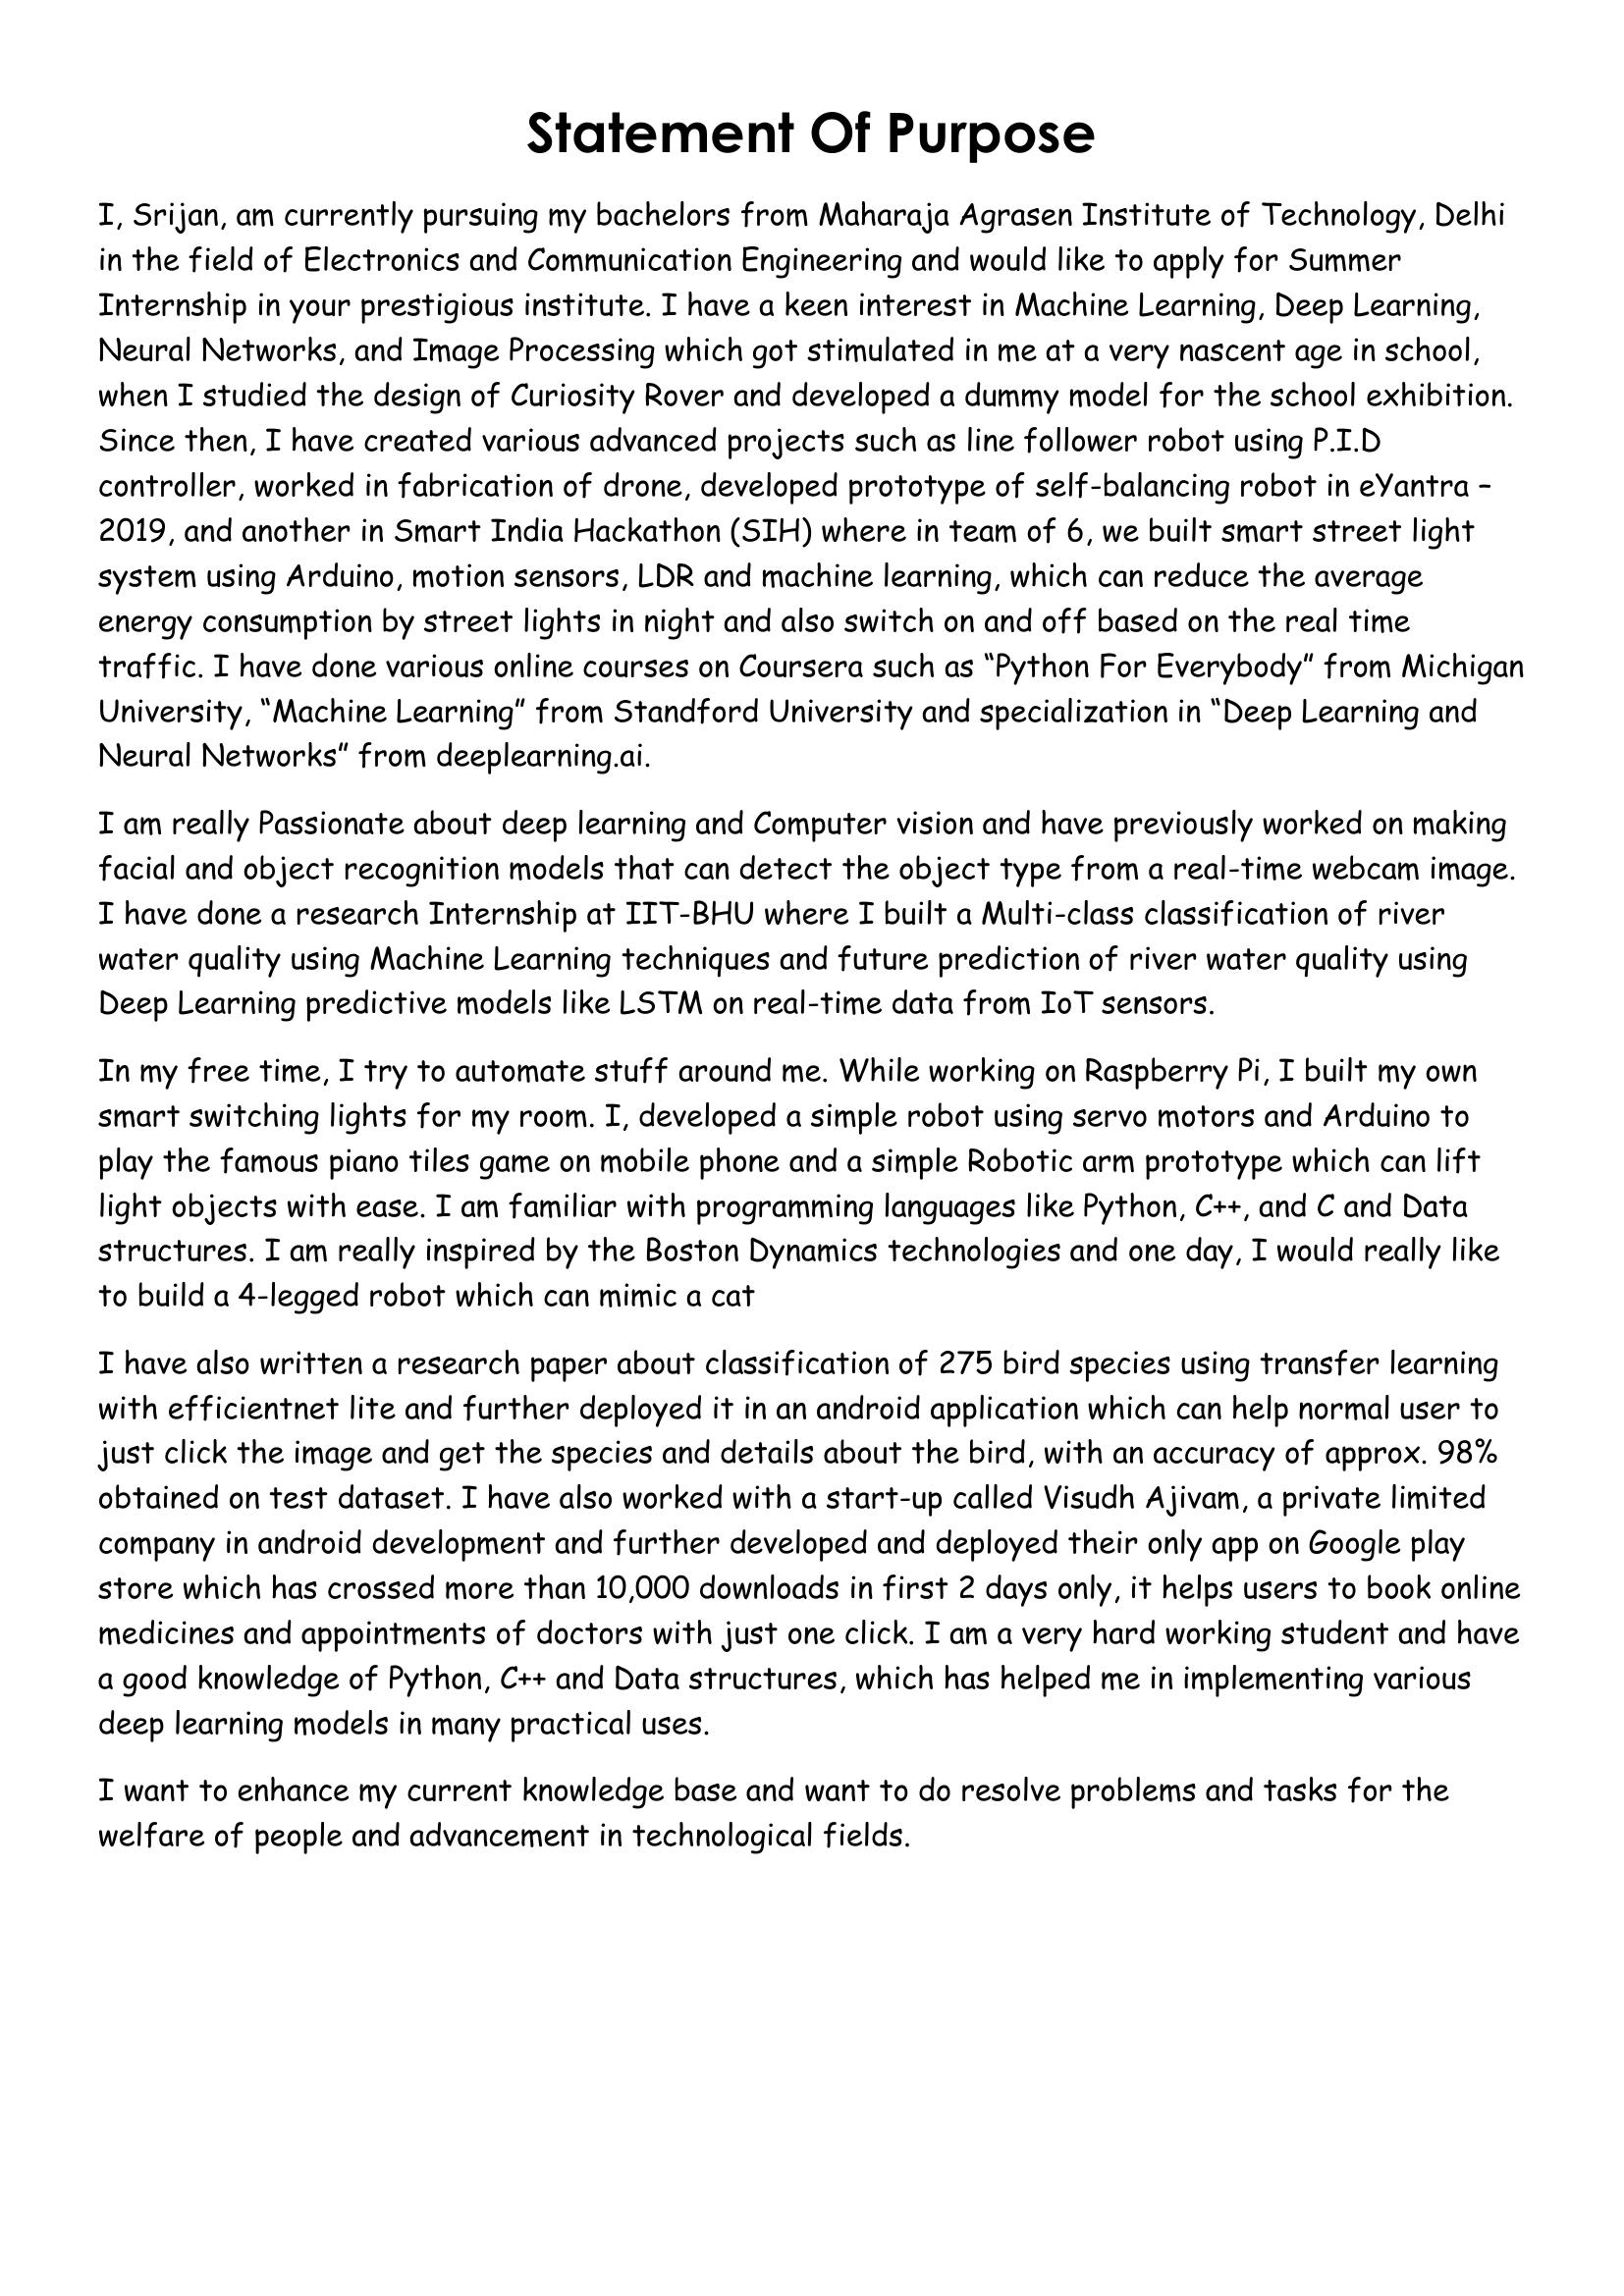 Statement Of Purpose
I, Srijan, am currently pursuing my bachelors from Maharaja Agrasen Institute of Technology, Delhi
in the field of Electronics and Communication Engineering and would like to apply for Summer
Internship in your prestigious institute. I have a keen interest in Machine Learning, Deep Learning,
Neural Networks, and Image Processing which got stimulated in me at a very nascent age in school,
when I studied the design of Curiosity Rover and developed a dummy model for the school exhibition.
Since then, I have created various advanced projects such as line follower robot using P.I.D
controller, worked in fabrication of drone, developed prototype of self-balancing robot in eYantra –
2019, and another in Smart India Hackathon (SIH) where in team of 6, we built smart street light
system using Arduino, motion sensors, LDR and machine learning, which can reduce the average
energy consumption by street lights in night and also switch on and off based on the real time
traffic. I have done various online courses on Coursera such as “Python For Everybody” from Michigan
University, “Machine Learning” from Standford University and specialization in “Deep Learning and
Neural Networks” from deeplearning.ai.
I am really Passionate about deep learning and Computer vision and have previously worked on making
facial and object recognition models that can detect the object type from a real-time webcam image.
I have done a research Internship at IIT-BHU where I built a Multi-class classification of river
water quality using Machine Learning techniques and future prediction of river water quality using
Deep Learning predictive models like LSTM on real-time data from IoT sensors.
In my free time, I try to automate stuff around me. While working on Raspberry Pi, I built my own
smart switching lights for my room. I, developed a simple robot using servo motors and Arduino to
play the famous piano tiles game on mobile phone and a simple Robotic arm prototype which can lift
light objects with ease. I am familiar with programming languages like Python, C++, and C and Data
structures. I am really inspired by the Boston Dynamics technologies and one day, I would really like
to build a 4-legged robot which can mimic a cat
I have also written a research paper about classification of 275 bird species using transfer learning
with efficientnet lite and further deployed it in an android application which can help normal user to
just click the image and get the species and details about the bird, with an accuracy of approx. 98%
obtained on test dataset. I have also worked with a start-up called Visudh Ajivam, a private limited
company in android development and further developed and deployed their only app on Google play
store which has crossed more than 10,000 downloads in first 2 days only, it helps users to book online
medicines and appointments of doctors with just one click. I am a very hard working student and have
a good knowledge of Python, C++ and Data structures, which has helped me in implementing various
deep learning models in many practical uses.
I want to enhance my current knowledge base and want to do resolve problems and tasks for the
welfare of people and advancement in technological fields.